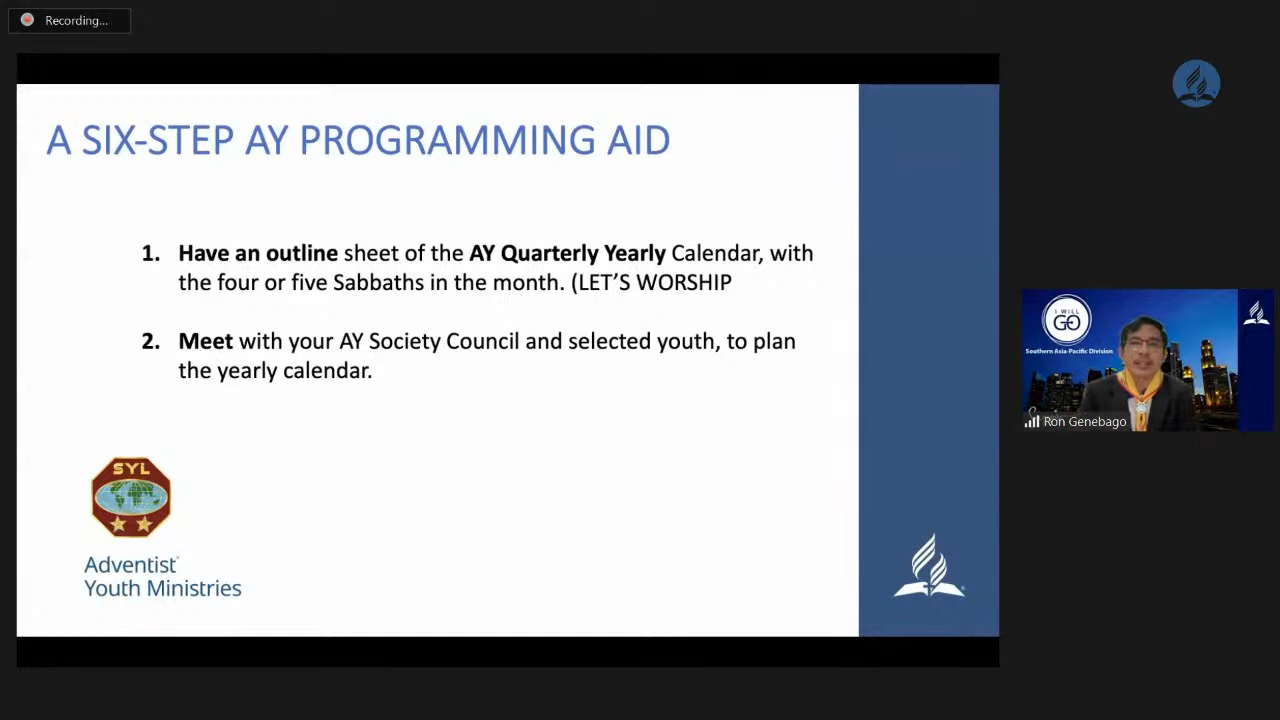 Recording...
A SIX-STEP AY PROGRAMMING AID
1. Have an outline sheet of the AY Quarterly Yearly Calendar, with
the four or five Sabbaths in the month. (LET'S WORSHIP
2. Meet with your AY Society Council and selected youth, to plan
the yearly calendar.
SYL
Adventist
Youth Ministries
I WILL
GO
Southern Asia-Pacific Division
Ron Genebago